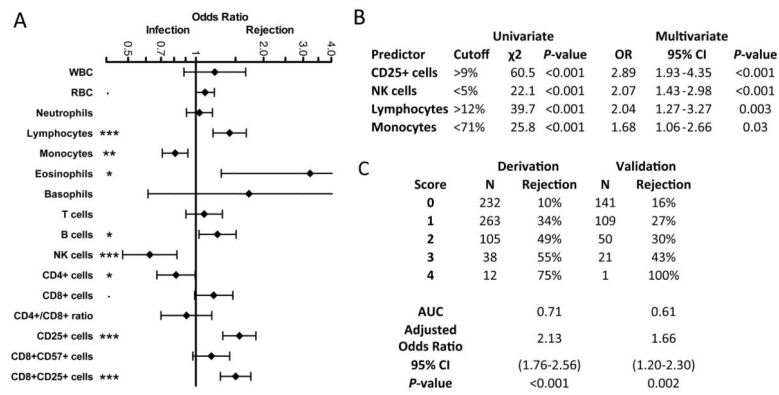 A
Odds Ratio
Infection Rejection
0.5 1 2.0 3.0 4.0
WBC
RBC .
Neutrophils
Lymphocytes ***
Monocytes **
Eosinophils *
Basophils
T cells
B cells *
NK cells ***
CD4+ cells *
CD8+ cells .
CD4+/CD8+ ratio
CD25+ cells ***
CD8+CD57+ cells
CD8+CD25+ cells ***
B
Univariate Multivariate
Predictor Cutoff χ2 P-value OR 95% CI P-value
CD25+ cells >9% 60.5 <0.001 2.89 1.93-4.35 <0.001
NK cells <5% 22.1 <0.001 2.07 1.43-2.98 <0.001
Lymphocytes >12% 39.7 <0.001 2.04 1.27-3.27 0.003
Monocytes <71% 25.8 <0.001 1.68 1.06-2.66 0.03
C
Derivation Validation
Score N Rejection N Rejection
0 232 10% 141 16%
1 263 34% 109 27%
2 105 49% 50 30%
3 38 55% 21 43%
4 12 75% 1 100%
AUC 0.71 0.61
Adjusted
Odds Ratio 2.13 1.66
95% CI (1.76-2.56) (1.20-2.30)
P-value <0.001 0.002